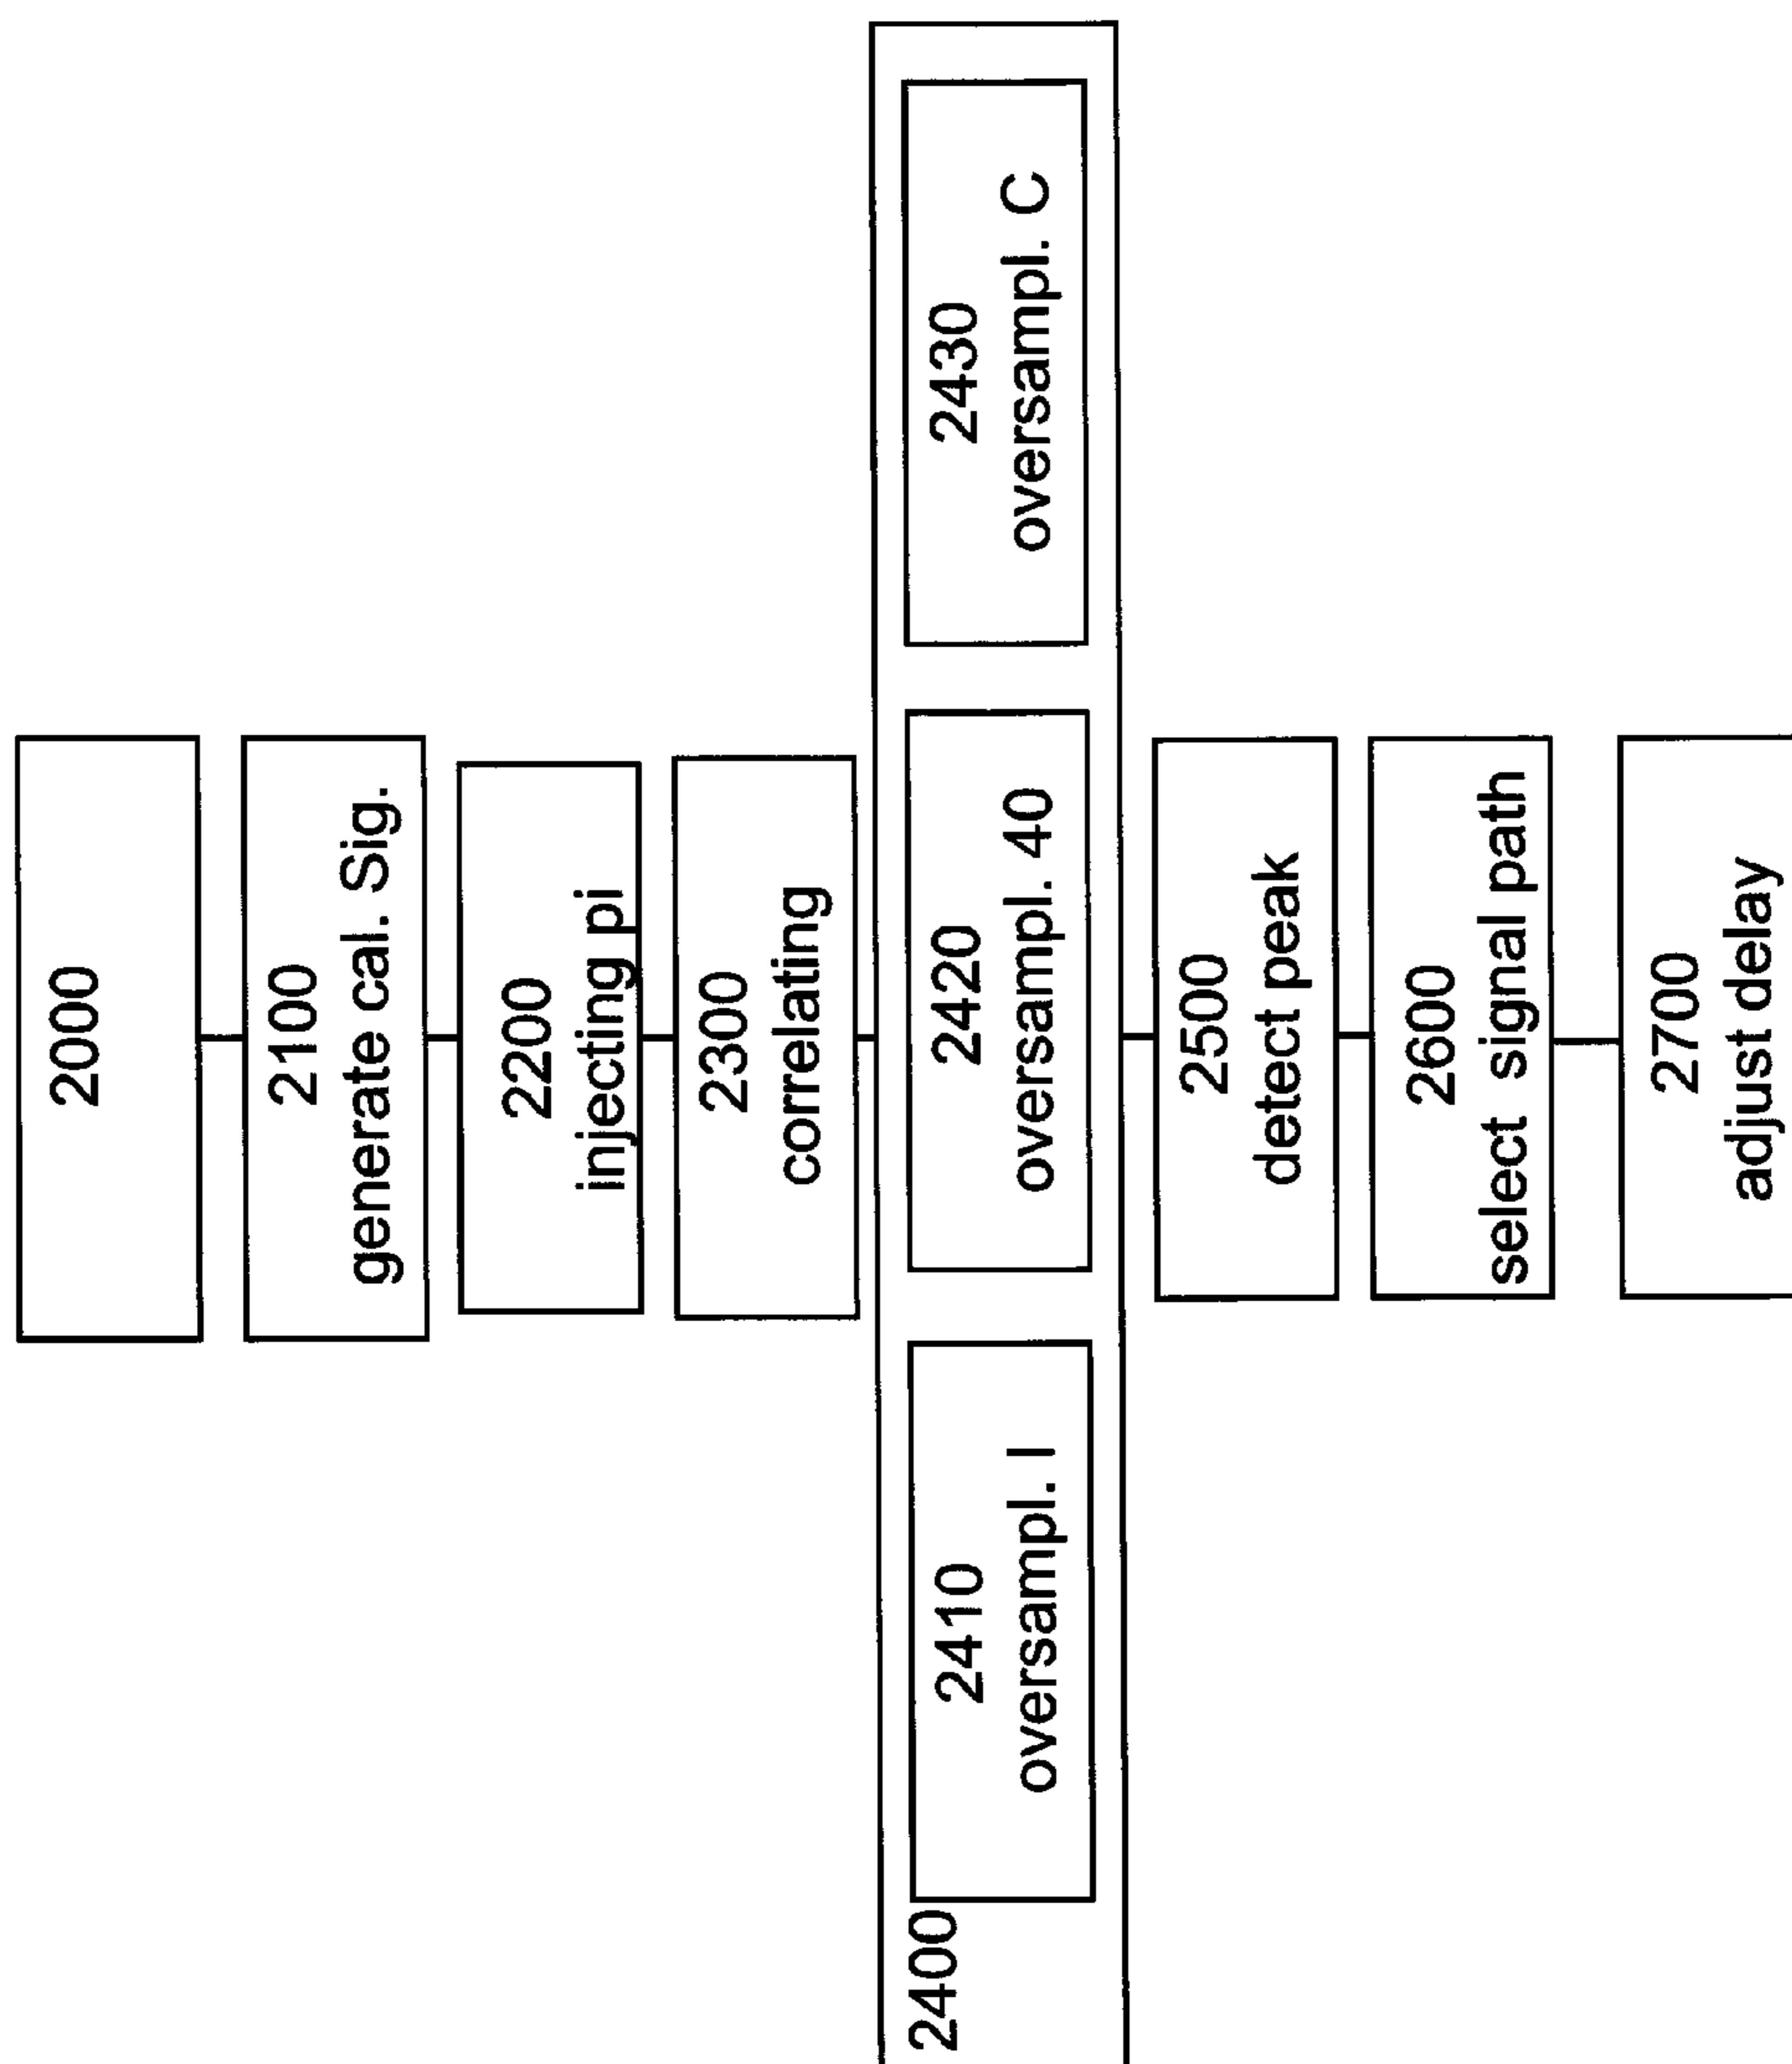 2000
2100
generate cal. Sig.
2200
injecting pi
2300
correlating
2400
2410
oversampl. I
2420
oversampl. 40
2430
oversampl. C
2500
detect peak
2600
select signal path
2700
adjust delay